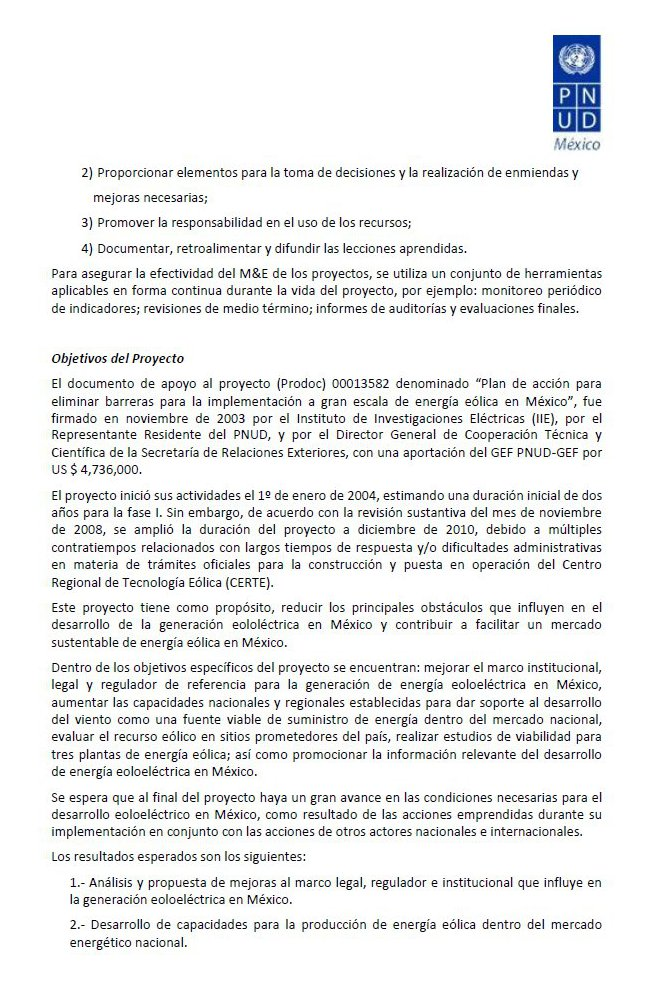 P N
U D
México
2) Proporcionar elementos para la toma de decisiones y la realización de enmiendas y
mejoras necesarias;
3) Promover la responsabilidad en el uso de los recursos;
4) Documentar, retroalimentar y difundir las lecciones aprendidas.
Para asegurar la efectividad del M&E de los proyectos, se utiliza un conjunto de herramientas
aplicables en forma continua durante la vida del proyecto, por ejemplo: monitoreo periódico
de indicadores; revisiones de medio término; informes de auditorías y evaluaciones finales.
Objetivos del Proyecto
El documento de apoyo al proyecto (Prodoc) 00013582 denominado “Plan de acción para
eliminar barreras para la implementación a gran escala de energía eólica en México”, fue
firmado en noviembre de 2003 por el Instituto de Investigaciones Eléctricas (IIE), por el
Representante Residente del PNUD, y por el Director General de Cooperación Técnica y
Científica de la Secretaría de Relaciones Exteriores, con una aportación del GEF PNUD-GEF por
US $ 4,736,000.
El proyecto inició sus actividades el 1º de enero de 2004, estimando una duración inicial de dos
años para la fase I. Sin embargo, de acuerdo con la revisión sustantiva del mes de noviembre
de 2008, se amplió la duración del proyecto a diciembre de 2010, debido a múltiples
contratiempos relacionados con largos tiempos de respuesta y/o dificultades administrativas
en materia de trámites oficiales para la construcción y puesta en operación del Centro
Regional de Tecnología Eólica (CERTE).
Este proyecto tiene como propósito, reducir los principales obstáculos que influyen en el
desarrollo de la generación eololéctrica en México y contribuir a facilitar un mercado
sustentable de energía eólica en México.
Dentro de los objetivos específicos del proyecto se encuentran: mejorar el marco institucional,
legal y regulador de referencia para la generación de energía eoloeléctrica en México,
aumentar las capacidades nacionales y regionales establecidas para dar soporte al desarrollo
del viento como una fuente viable de suministro de energía dentro del mercado nacional,
evaluar el recurso eólico en sitios prometedores del país, realizar estudios de viabilidad para
tres plantas de energía eólica; así como promocionar la información relevante del desarrollo
de energía eoloeléctrica en México.
Se espera que al final del proyecto haya un gran avance en las condiciones necesarias para el
desarrollo eoloeléctrico en México, como resultado de las acciones emprendidas durante su
implementación en conjunto con las acciones de otros actores nacionales e internacionales.
Los resultados esperados son los siguientes:
1.- Análisis y propuesta de mejoras al marco legal, regulador e institucional que influye en
la generación eoloeléctrica en México.
2.- Desarrollo de capacidades para la producción de energía eólica dentro del mercado
energético nacional.